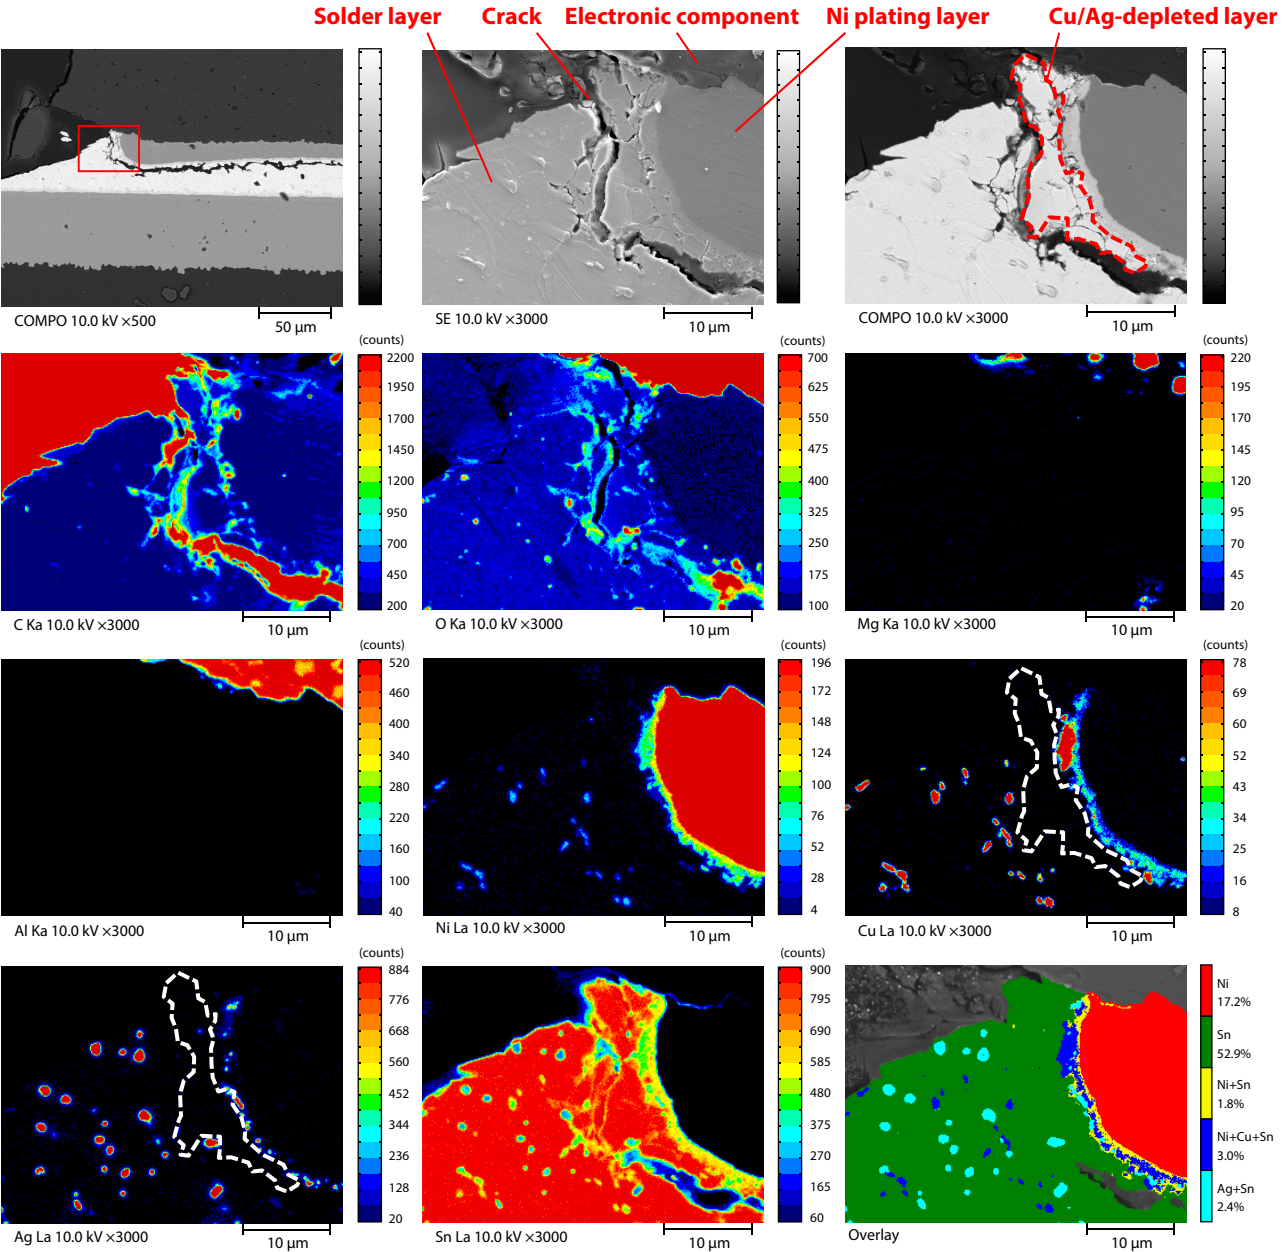 Solder layer Crack Electronic component Ni plating layer Cu/Ag-depleted layer
COMPO 10.0 kV ×500
50 μm
SE 10.0 kV ×3000
10 μm
COMPO 10.0 kV ×3000
10 μm
(counts)
2200
1950
1700
1450
1200
950
700
450
200
C Ka 10.0 kV ×3000
10 μm
(counts)
700
625
550
475
400
325
250
175
100
O Ka 10.0 kV ×3000
10 μm
(counts)
220
195
170
145
120
95
70
45
20
Mg Ka 10.0 kV ×3000
10 μm
(counts)
520
460
400
340
280
220
160
100
40
Al Ka 10.0 kV ×3000
10 μm
(counts)
196
172
148
124
100
76
52
28
4
Ni La 10.0 kV ×3000
10 μm
(counts)
78
69
60
52
43
34
25
16
8
Cu La 10.0 kV ×3000
10 μm
(counts)
884
776
668
560
452
344
236
128
20
Ag La 10.0 kV ×3000
10 μm
(counts)
900
795
690
585
480
375
270
165
60
Sn La 10.0 kV ×3000
10 μm
Ni
17.2%
Sn
52.9%
Ni+Sn
1.8%
Ni+Cu+Sn
3.0%
Ag+Sn
2.4%
Overlay
10 μm